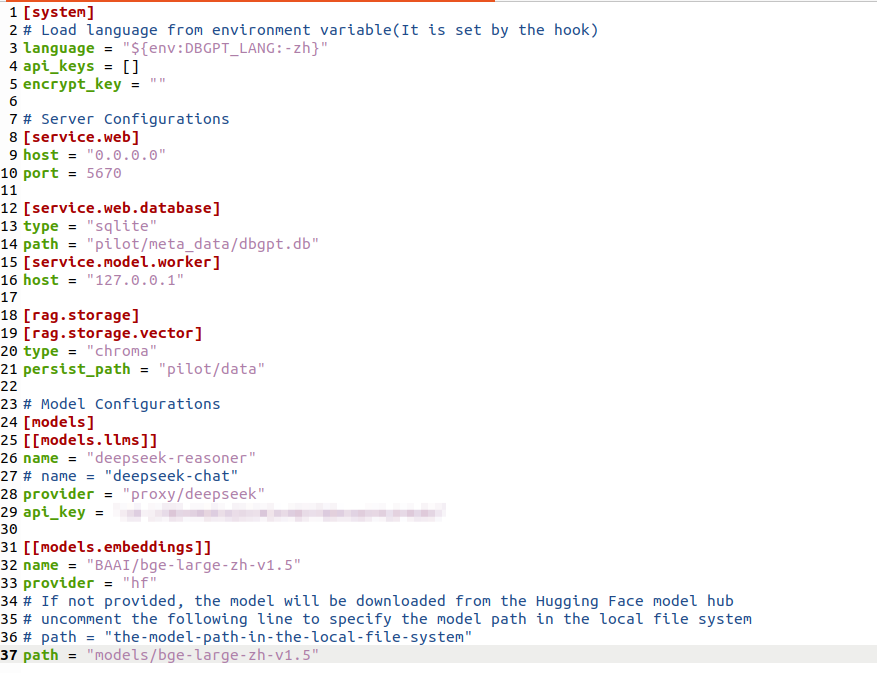 1 [system]
2 # Load language from environment variable(It is set by the hook)
3 language = "${env:DBGPT_LANG:-zh}"
4 api_keys = []
5 encrypt_key = ""
6
7 # Server Configurations
8 [service.web]
9 host = "0.0.0.0"
10 port = 5670
11
12 [service.web.database]
13 type = "sqlite"
14 path = "pilot/meta_data/dbgpt.db"
15 [service.model.worker]
16 host = "127.0.0.1"
17
18 [rag.storage]
19 [rag.storage.vector]
20 type = "chroma"
21 persist_path = "pilot/data"
22
23 # Model Configurations
24 [models]
25 [[models.llms]]
26 name = "deepseek-reasoner"
27 # name = "deepseek-chat"
28 provider = "proxy/deepseek"
29 api_key =
30
31 [[models.embeddings]]
32 name = "BAAI/bge-large-zh-v1.5"
33 provider = "hf"
34 # If not provided, the model will be downloaded from the Hugging Face model hub
35 # uncomment the following line to specify the model path in the local file system
36 # path = "the-model-path-in-the-local-file-system"
37 path = "models/bge-large-zh-v1.5"